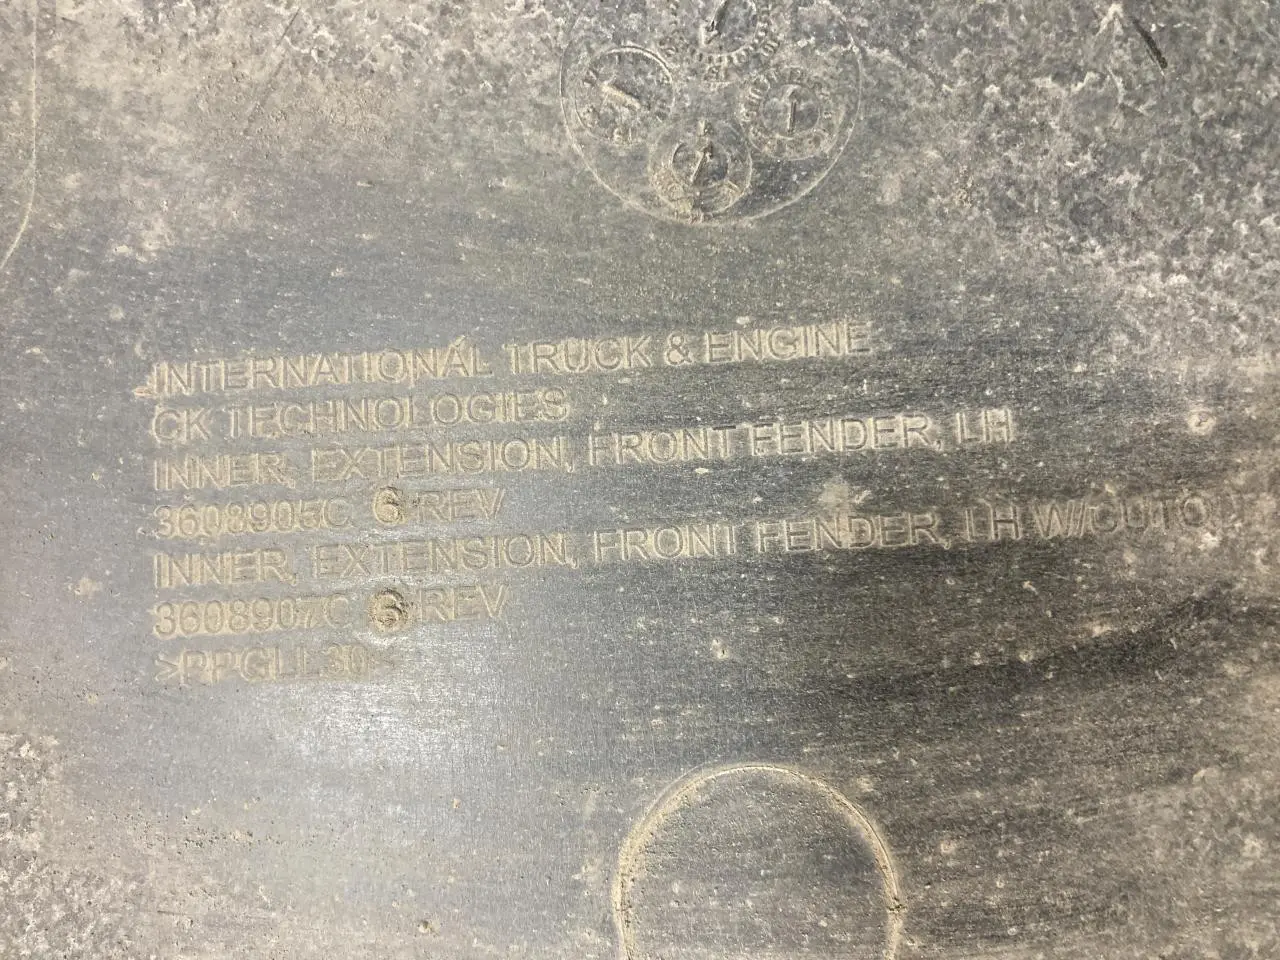 INTERNATIONAL TRUCK & ENGINE
CK TECHNOLOGIES
INNER, EXTENSION, FRONT FENDER, LH
3608905C 6 REV
INNER, EXTENSION, FRONT FENDER, LH W/CUTOUT
3608907C 6 REV